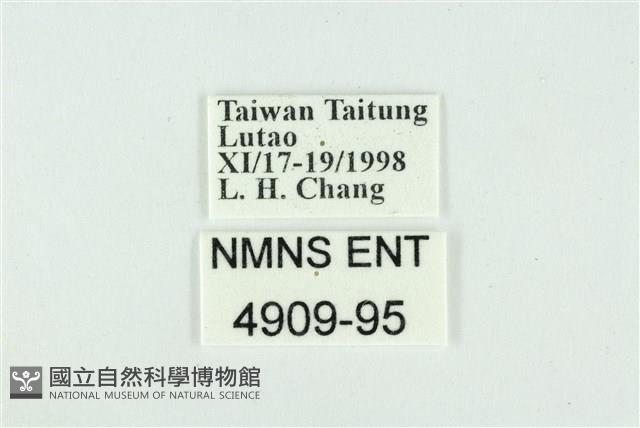 Taiwan Taitung
Lutao
XI/17-19/1998
L. H. Chang
NMNS ENT
4909-95
國立自然科學博物館
NATIONAL MUSEUM OF NATURAL SCIENCE